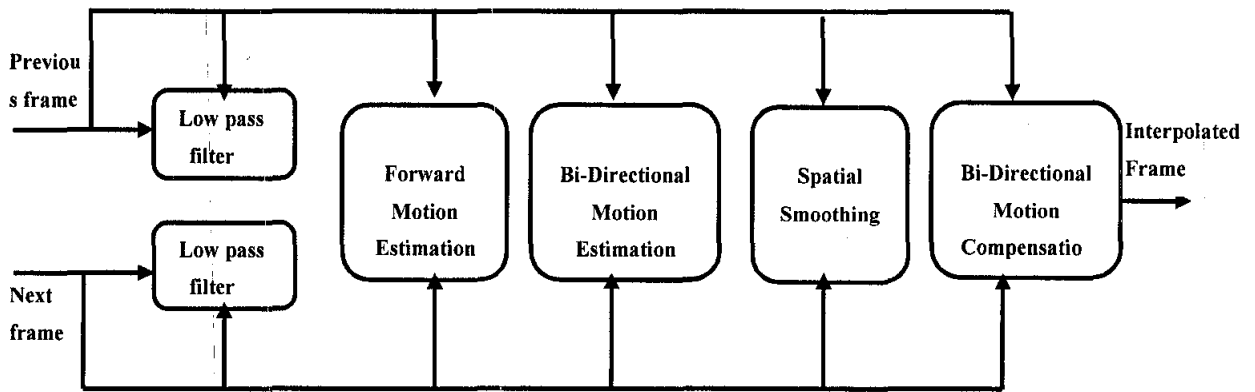 Previou
s frame
Low pass
filter
Forward
Motion
Estimation
Bi-Directional
Motion
Estimation
Spatial
Smoothing
Bi-Directional
Motion
Compensatio
Interpolated
Frame
Low pass
filter
Next
frame